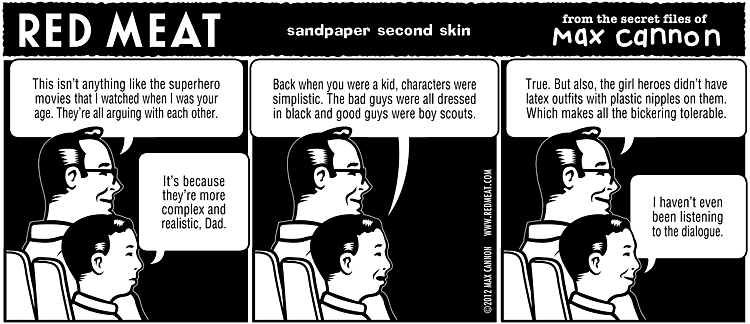 RED MEAT
sandpaper second skin
from the secret files of
Max cannon
This isn't anything like the superhero
movies that I watched when I was your
age. They're all arguing with each other.
It's because
they're more
complex and
realistic, Dad.
Back when you were a kid, characters were
simplistic. The bad guys were all dressed
in black and good guys were boy scouts.
©2012 MAX CANNON WWW.REDMEAT.COM
True. But also, the girl heroes didn't have
latex outfits with plastic nipples on them.
Which makes all the bickering tolerable.
I haven't even
been listening
to the dialogue.